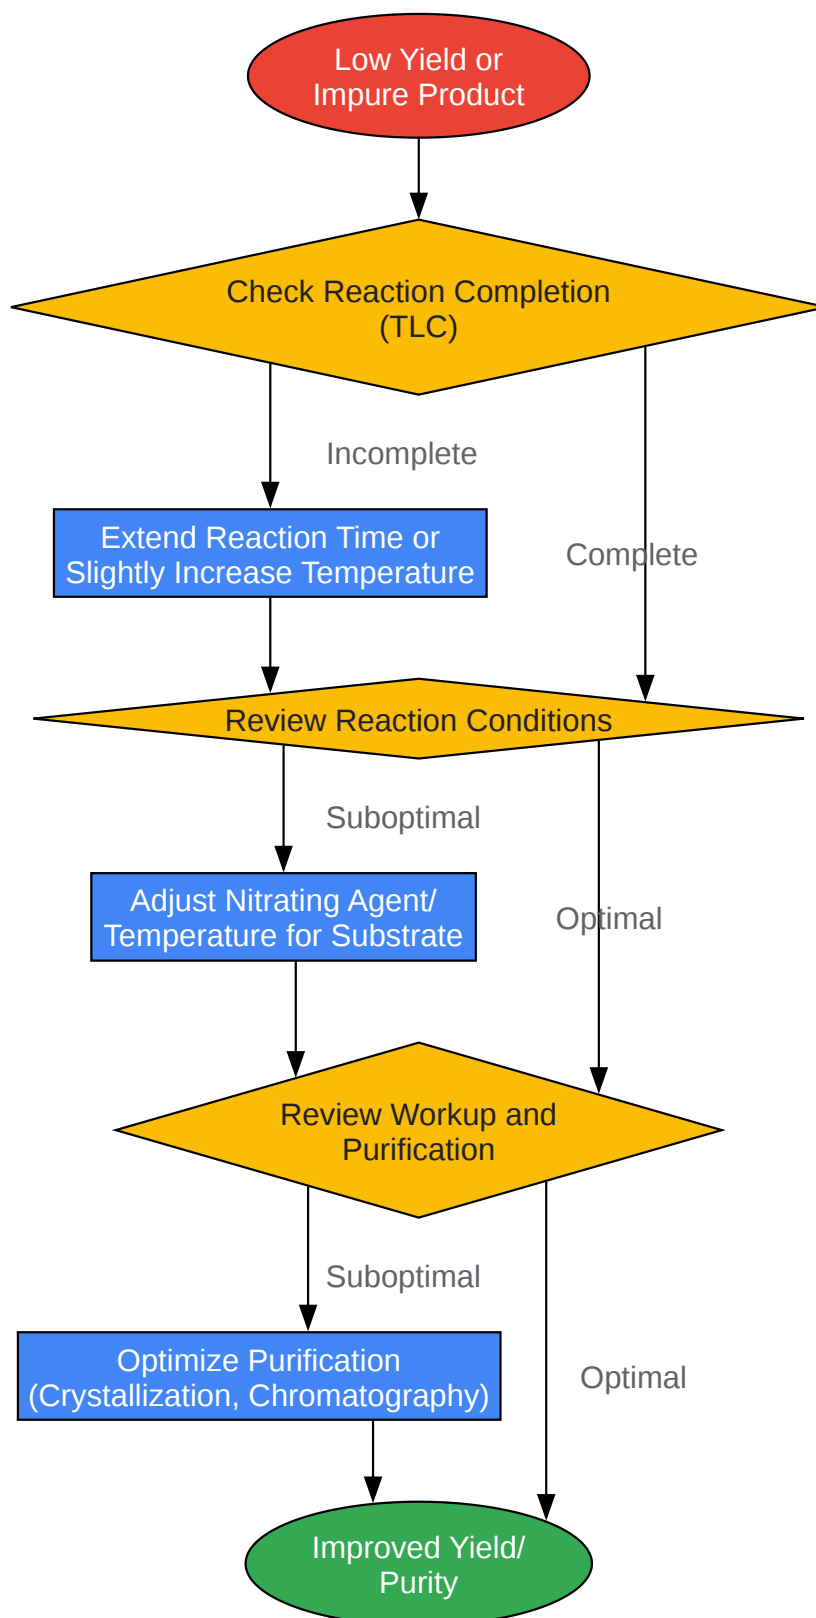 Low Yield or
Impure Product
Check Reaction Completion
(TLC)
Incomplete
Extend Reaction Time or
Slightly Increase Temperature
Complete
Review Reaction Conditions
Suboptimal
Adjust Nitrating Agent/
Temperature for Substrate
Optimal
Review Workup and
Purification
Suboptimal
Optimize Purification
(Crystallization, Chromatography)
Optimal
Improved Yield/
Purity